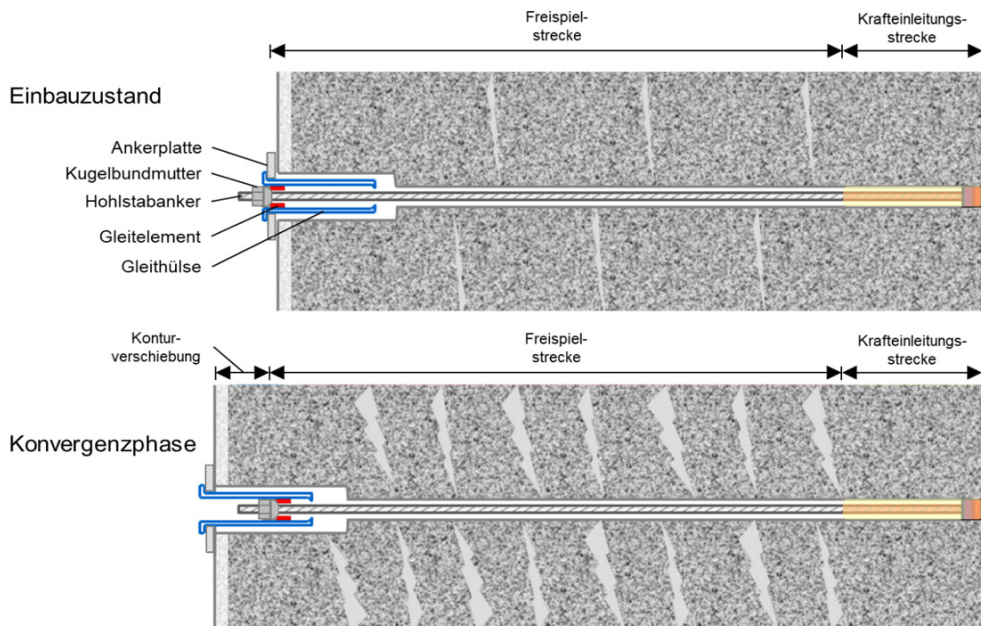 Freispiel-
strecke
Krafteinleitungs-
strecke
Einbauzustand
Ankerplatte
Kugelbundmutter
Hohlstabanker
Gleitelement
Gleithülse
Kontur-
verschiebung
Freispiel-
strecke
Krafteinleitungs-
strecke
Konvergenzphase